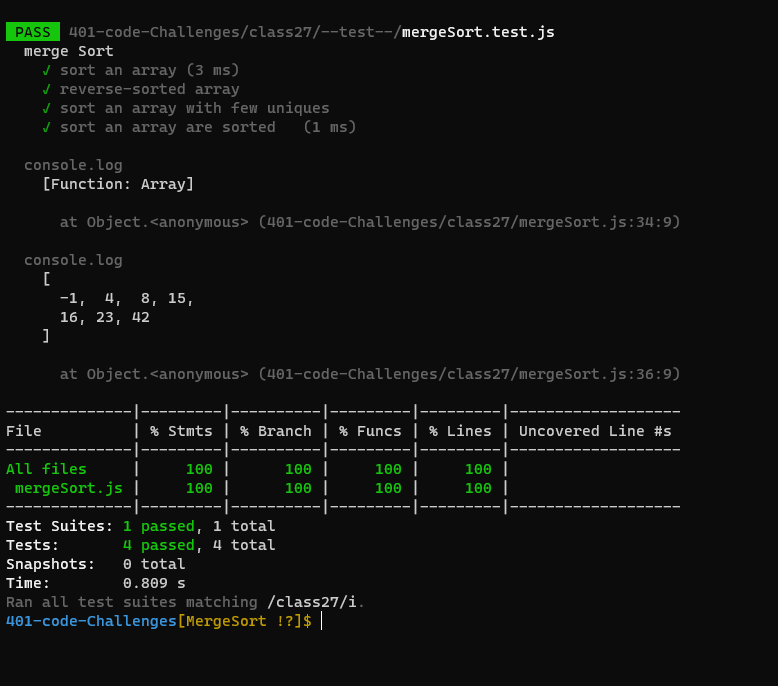 PASS 401-code-Challenges/class27/--test--/mergeSort.test.js
  merge Sort
    √ sort an array (3 ms)
    √ reverse-sorted array
    √ sort an array with few uniques
    √ sort an array are sorted   (1 ms)
  console.log
    [Function: Array]
      at Object.<anonymous> (401-code-Challenges/class27/mergeSort.js:34:9)
  console.log
    [
      -1,  4,  8, 15,
      16, 23, 42
    ]
      at Object.<anonymous> (401-code-Challenges/class27/mergeSort.js:36:9)
--------------|---------|----------|---------|---------|-------------------
File          | % Stmts | % Branch | % Funcs | % Lines | Uncovered Line #s
--------------|---------|----------|---------|---------|-------------------
All files     |     100 |      100 |     100 |     100 |
 mergeSort.js |     100 |      100 |     100 |     100 |
--------------|---------|----------|---------|---------|-------------------
Test Suites: 1 passed, 1 total
Tests:       4 passed, 4 total
Snapshots:   0 total
Time:        0.809 s
Ran all test suites matching /class27/i.
401-code-Challenges[MergeSort !?]$